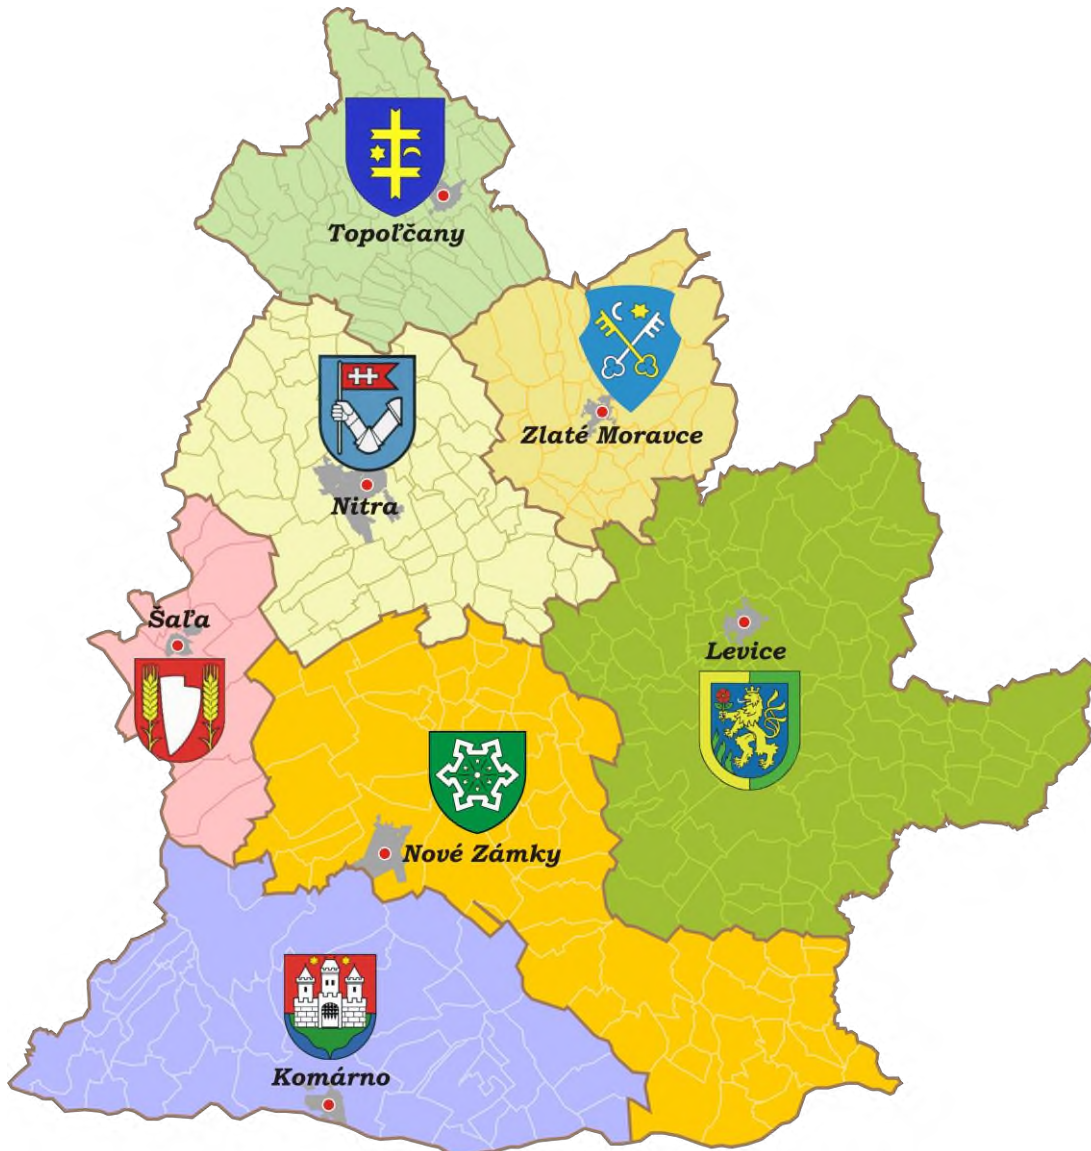 Topoľčany
Zlaté Moravce
Nitra
Šaľa
Levice
Nové Zámky
Komárno